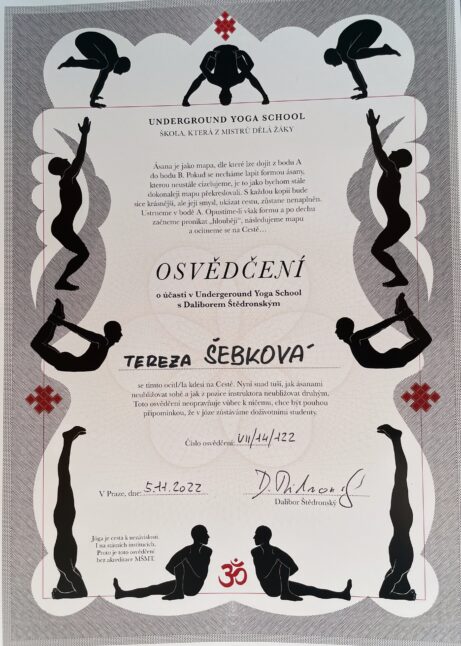 UNDERGROUND YOGA SCHOOL
ŠKOLA, KTERÁ Z MISTRŮ DĚLÁ ŽÁKY
Ásana je jako mapa, dle které lze dojít z bodu A
do bodu B. Pokud se necháme lapit formou ásany,
kterou neustále cizelujeme, je to jako bychom stále
dokonaleji mapu překreslovali. S každou kopií bude
sice krásnější, ale její smysl, ukázat cestu, zůstane nenaplněn.
Ustrneme v bodě A. Opustíme-li však formu a po dechu
začneme pronikat „hlouběji“, následujeme mapu
a ocitneme se na Cestě…
OSVĚDČENÍ
o účasti v Undergeround Yoga School
s Daliborem Štědronským
TEREZA ŠEBKOVÁ
se tímto ocitl/la kdesi na Cestě. Nyní snad tuší, jak ásanami
neubližovat sobě a jak z pozice instruktora neubližovat druhým.
Toto osvědčení neopravňuje vůbec k ničemu, chce být pouhou
připomínkou, že v józe zůstáváme doživotními studenty.
Číslo osvědčení: VII/14/122
V Praze, dne: 5.11.2022
Dalibor Štědronský
Jóga je cesta k nezávislosti
I na státních institucích.
Proto je toto osvědčení
bez akreditace MŠMT.
ॐ